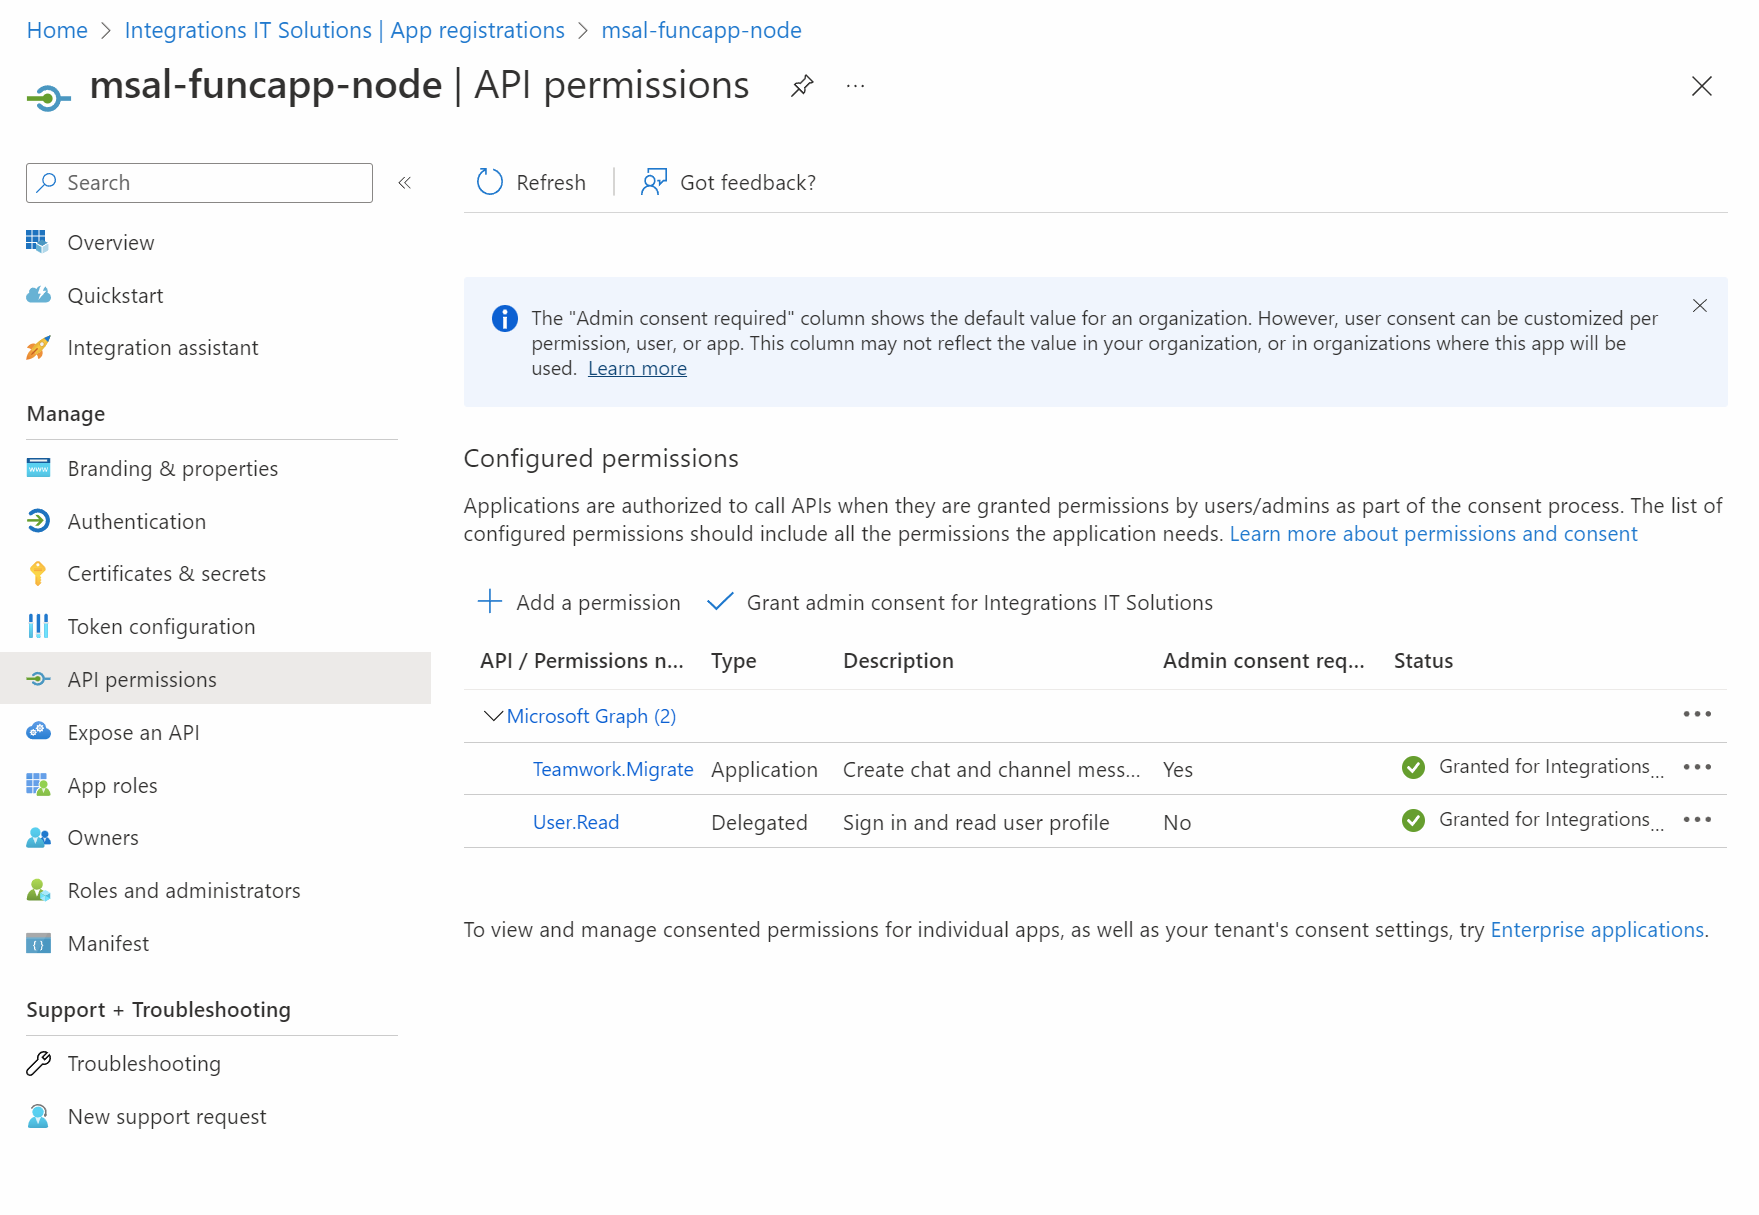 Home > Integrations IT Solutions | App registrations > msal-funcapp-node
msal-funcapp-node | API permissions
Search
Overview
Quickstart
Integration assistant
Manage
Branding & properties
Authentication
Certificates & secrets
Token configuration
API permissions
Expose an API
App roles
Owners
Roles and administrators
Manifest
Support + Troubleshooting
Troubleshooting
New support request
Refresh | Got feedback?
The "Admin consent required" column shows the default value for an organization. However, user consent can be customized per
permission, user, or app. This column may not reflect the value in your organization, or in organizations where this app will be
used. Learn more
Configured permissions
Applications are authorized to call APIs when they are granted permissions by users/admins as part of the consent process. The list of
configured permissions should include all the permissions the application needs. Learn more about permissions and consent
Add a permission Grant admin consent for Integrations IT Solutions
API / Permissions n... Type Description Admin consent req... Status
Microsoft Graph (2)
Teamwork.Migrate Application Create chat and channel mess... Yes Granted for Integrations...
User.Read Delegated Sign in and read user profile No Granted for Integrations...
To view and manage consented permissions for individual apps, as well as your tenant's consent settings, try Enterprise applications.